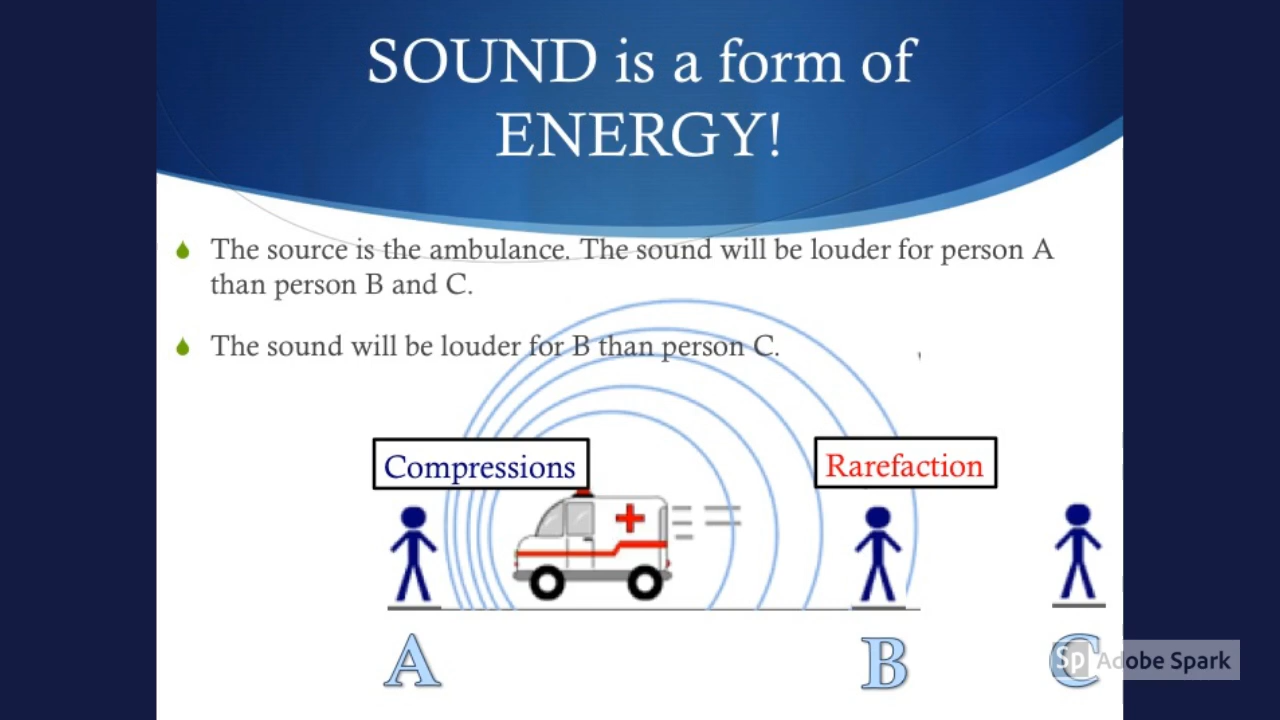 SOUND is a form of
ENERGY!
The source is the ambulance. The sound will be louder for person A
than person B and C.
The sound will be louder for B than person C.
Compressions
Rarefaction
A
B
C
Sp Adobe Spark